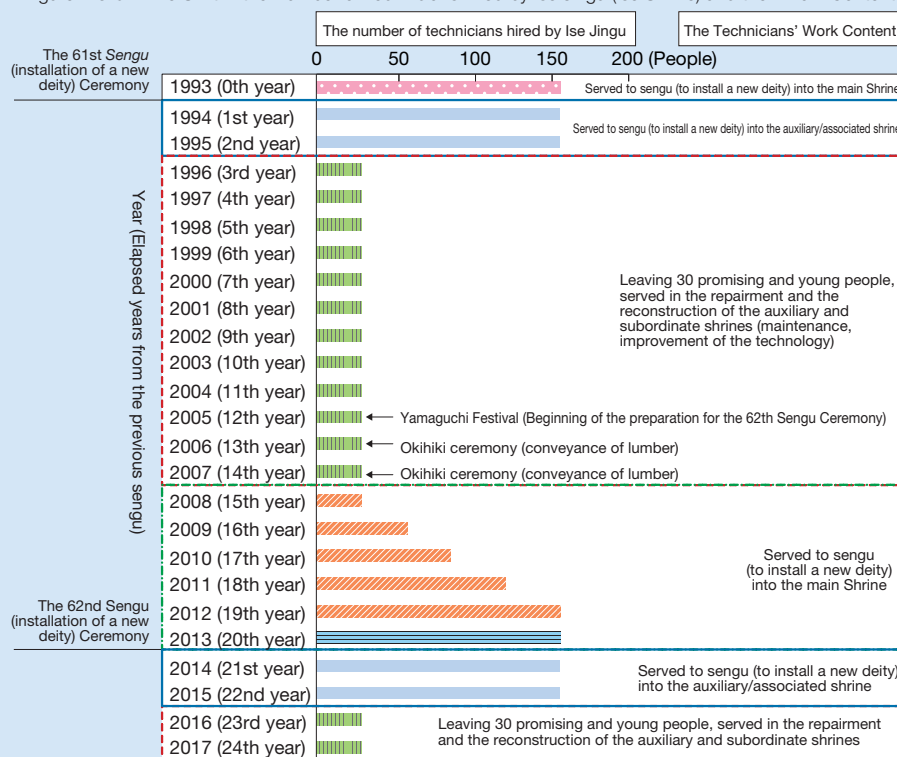 The number of technicians hired by Ise Jingu
The Technicians' Work Content
0 50 100 150 200 (People)
The 61st Sengu
(installation of a new
deity) Ceremony
1993 (0th year)
Served to sengu (to install a new deity) into the main Shrine
1994 (1st year)
Served to sengu (to install a new deity) into the auxiliary/associated shrine
1995 (2nd year)
Year (Elapsed years from the previous sengu)
1996 (3rd year)
1997 (4th year)
1998 (5th year)
1999 (6th year)
2000 (7th year)
2001 (8th year)
2002 (9th year)
2003 (10th year)
2004 (11th year)
Leaving 30 promising and young people,
served in the repairment and the
reconstruction of the auxiliary and
subordinate shrines (maintenance,
improvement of the technology)
2005 (12th year)
Yamaguchi Festival (Beginning of the preparation for the 62th Sengu Ceremony)
2006 (13th year)
Okihiki ceremony (conveyance of lumber)
2007 (14th year)
Okihiki ceremony (conveyance of lumber)
2008 (15th year)
2009 (16th year)
2010 (17th year)
2011 (18th year)
2012 (19th year)
Served to sengu
(to install a new deity)
into the main Shrine
The 62nd Sengu
(installation of a new
deity) Ceremony
2013 (20th year)
2014 (21st year)
2015 (22nd year)
Served to sengu (to install a new deity)
into the auxiliary/associated shrine
2016 (23rd year)
2017 (24th year)
Leaving 30 promising and young people, served in the repairment
and the reconstruction of the auxiliary and subordinate shrines